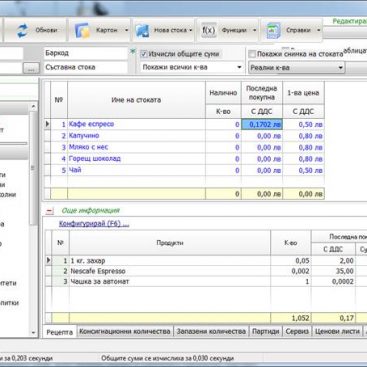 Редактира
Обнови
Картон
Нова стока
f(x) Функции
Справки
Баркод
Изчисли общите суми
Покажи снимка на стоката
Съставна стока
Покажи всички к-ва
Реални к-ва
№ Име на стоката Налично Последна покупна 1-ва цена
К-во С ДДС С ДДС
1 Кафе еспресо 0 0,1702 лв 0,50 лв
2 Капучино 0 0,00 лв 0,80 лв
3 Мляко с нес 0 0,00 лв 0,80 лв
4 Горещ шоколад 0 0,00 лв 0,80 лв
5 Чай 0 0,00 лв 0,50 лв
0 0,00 лв 0,00 лв
Още информация
Конфигурирай (F6) ...
№ Продукти К-во Последна по
С ДДС Су
1 1 кг. захар 0,05 2,00
2 Nescafe Espresso 0,002 35,00
3 Чашка за автомат 1 0,0002
1,052 0,17
Рецепта Консигнационни количества Запазени количества Партиди Сервиз Ценови листи
за 0,203 секунди
Общите суми се изчислиха за 0,030 секунди